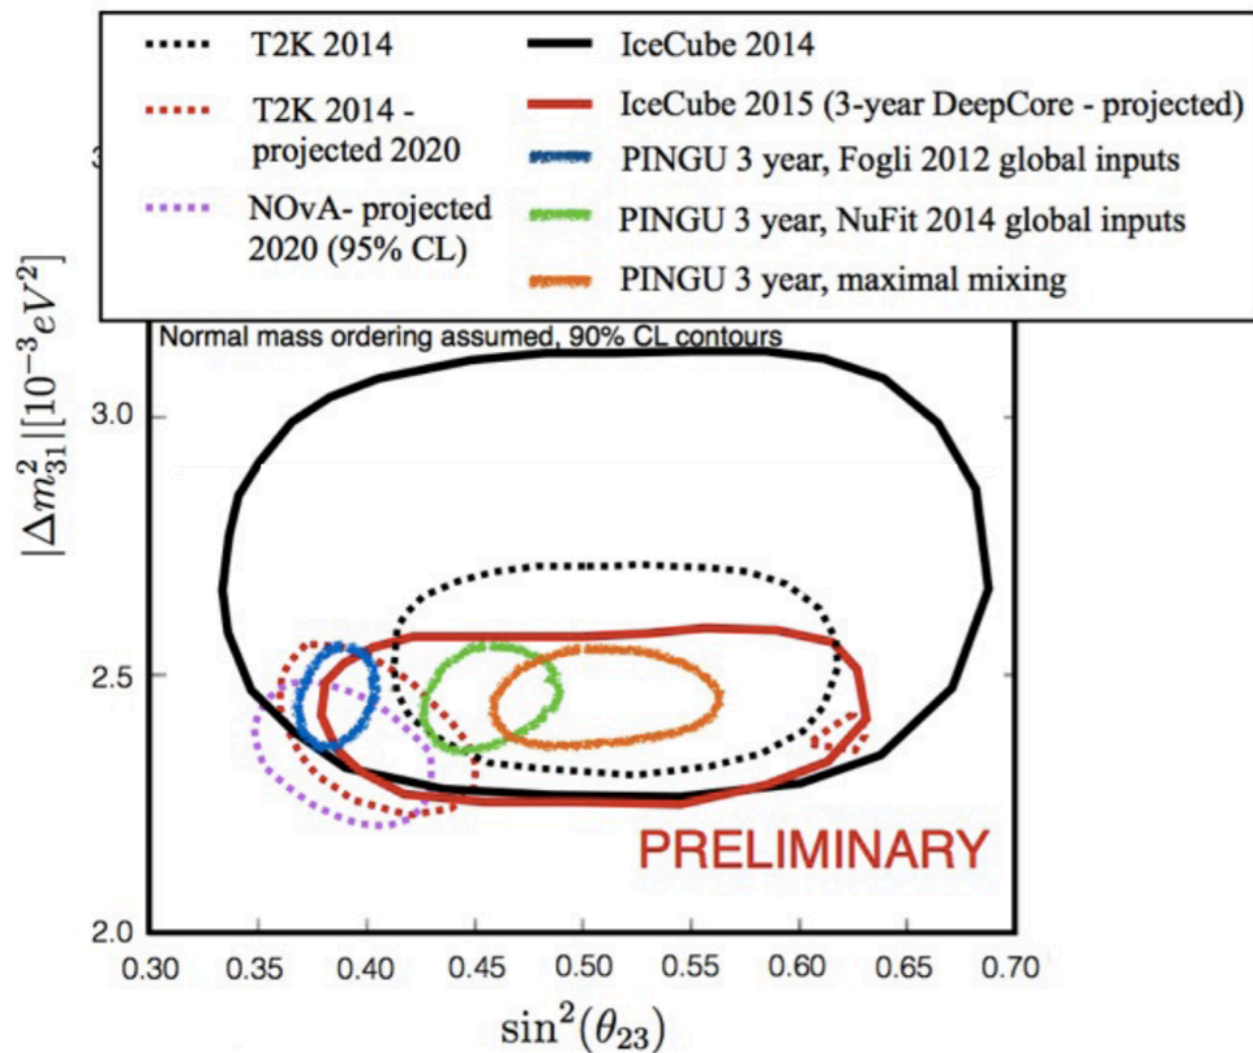 T2K 2014
T2K 2014 -
projected 2020
NOvA- projected
2020 (95% CL)
IceCube 2014
IceCube 2015 (3-year DeepCore - projected)
PINGU 3 year, Fogli 2012 global inputs
PINGU 3 year, NuFit 2014 global inputs
PINGU 3 year, maximal mixing
Normal mass ordering assumed, 90% CL contours
|Δm²₃₁|[10⁻³eV²]
3.0
2.5
2.0
PRELIMINARY
0.30 0.35 0.40 0.45 0.50 0.55 0.60 0.65 0.70
sin²(θ₂₃)